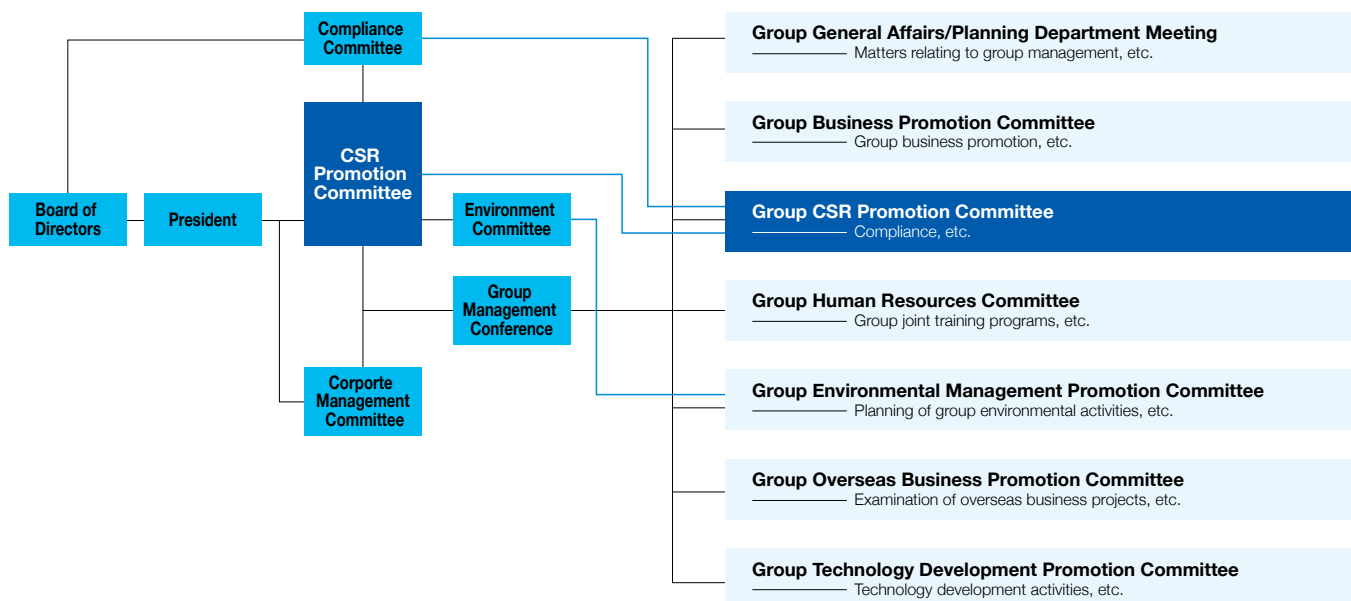 Compliance
Committee
CSR
Promotion
Committee
Board of
Directors
President
Environment
Committee
Group
Management
Conference
Corporte
Management
Committee
Group General Affairs/Planning Department Meeting
Matters relating to group management, etc.
Group Business Promotion Committee
Group business promotion, etc.
Group CSR Promotion Committee
Compliance, etc.
Group Human Resources Committee
Group joint training programs, etc.
Group Environmental Management Promotion Committee
Planning of group environmental activities, etc.
Group Overseas Business Promotion Committee
Examination of overseas business projects, etc.
Group Technology Development Promotion Committee
Technology development activities, etc.